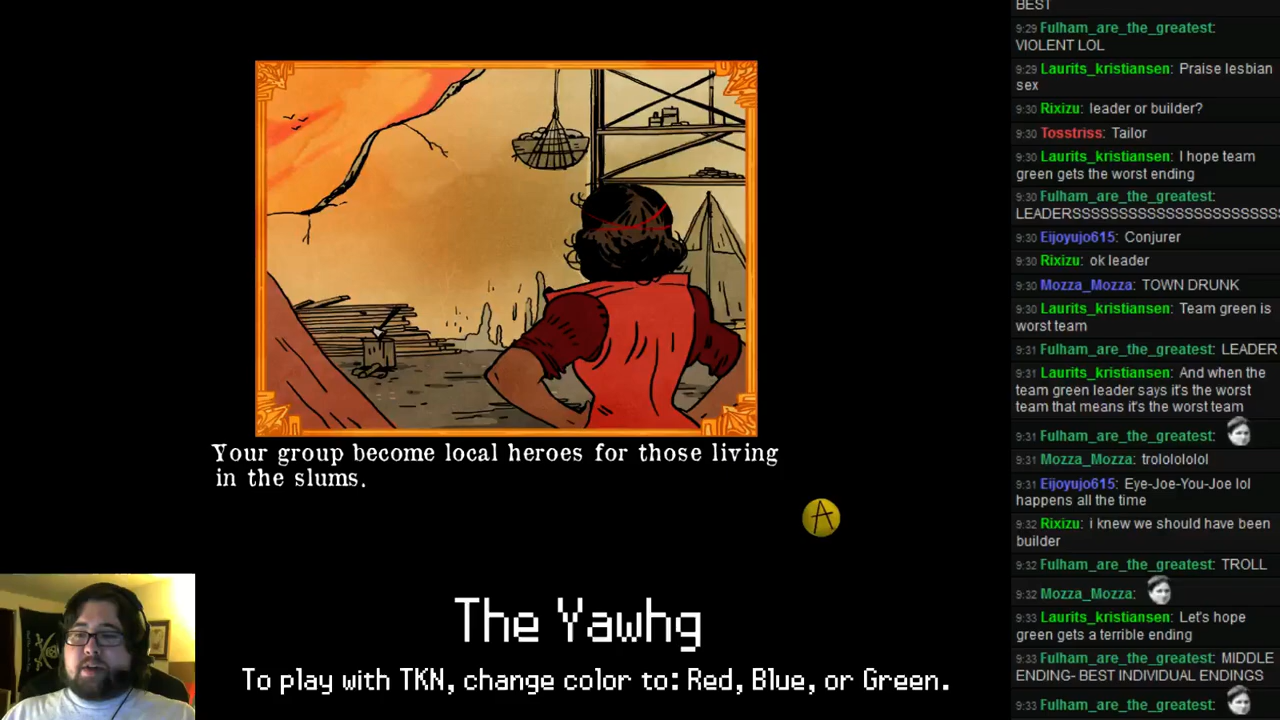 Your group become local heroes for those living
in the slums.
A
The Yawhg
To play with TKN, change color to: Red, Blue, or Green.
BEST
9:29 Fulham_are_the_greatest:
VIOLENT LOL
9:29 Laurits_kristiansen: Praise lesbian
sex
9:30 Rixizu: leader or builder?
9:30 Tosstriss: Tailor
9:30 Laurits_kristiansen: I hope team
green gets the worst ending
9:30 Fulham_are_the_greatest:
LEADERSSSSSSSSSSSSSSSSSSSSSSS
9:30 Eijoyujo615: Conjurer
9:30 Rixizu: ok leader
9:30 Mozza_Mozza: TOWN DRUNK
9:30 Laurits_kristiansen: Team green is
worst team
9:31 Fulham_are_the_greatest: LEADER
9:31 Laurits_kristiansen: And when the
team green leader says it's the worst
team that means it's the worst team
9:31 Fulham_are_the_greatest:
9:31 Mozza_Mozza: trolololol
9:31 Eijoyujo615: Eye-Joe-You-Joe lol
happens all the time
9:32 Rixizu: i knew we should have been
builder
9:32 Fulham_are_the_greatest: TROLL
9:32 Mozza_Mozza:
9:33 Laurits_kristiansen: Let's hope
green gets a terrible ending
9:33 Fulham_are_the_greatest: MIDDLE
ENDING- BEST INDIVIDUAL ENDINGS
9:33 Fulham_are_the_greatest: